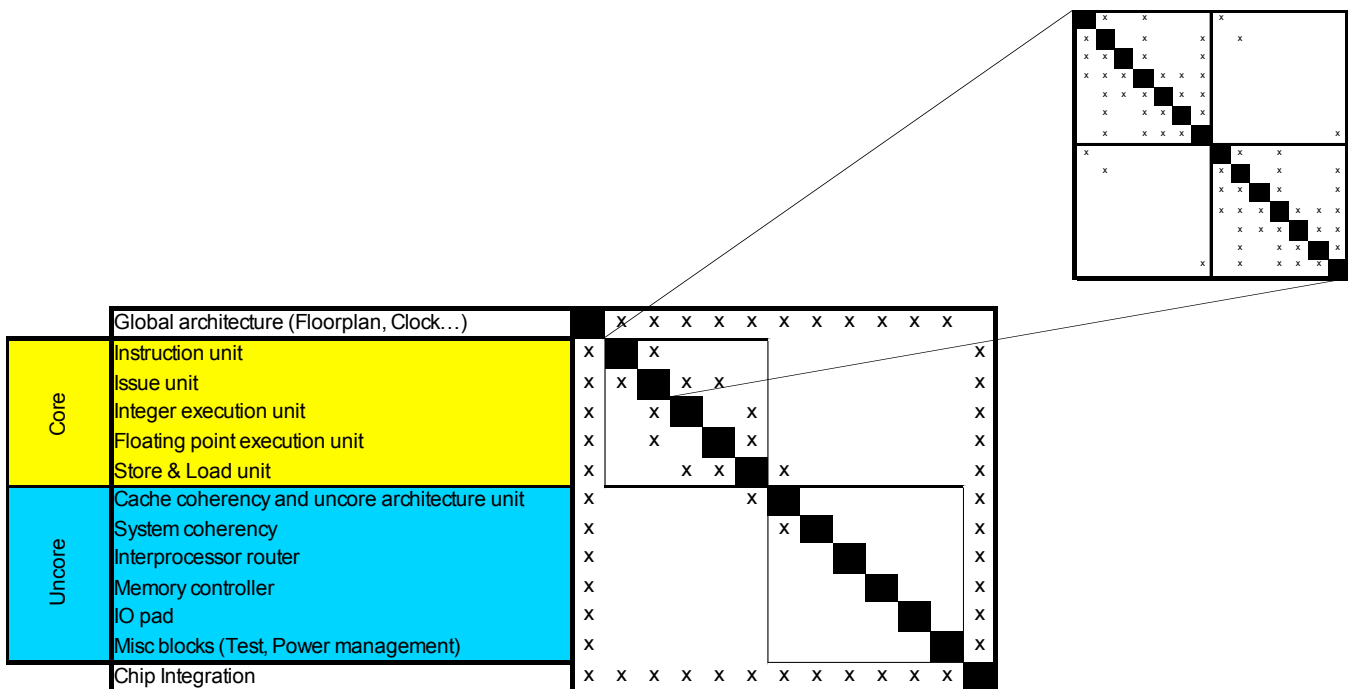 x x x
x x x x
x x x x
x x x x x x
x x x x x
x x x x
x x x x x
x x x
x x x x
x x x x
x x x x x x
x x x x x
x x x x
x x x x x
Global architecture (Floorplan, Clock…) x x x x x x x x x x x
Core
Instruction unit x x x
Issue unit x x x x x
Integer execution unit x x x x
Floating point execution unit x x x x
Store & Load unit x x x x x
Uncore
Cache coherency and uncore architecture unit x x x
System coherency x x x
Interprocessor router x x
Memory controller x x
IO pad x x
Misc blocks (Test, Power management) x x
Chip Integration x x x x x x x x x x x x